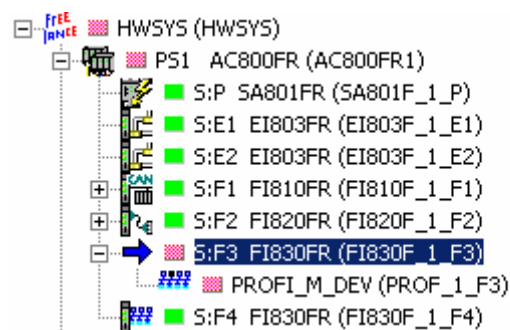 FrEE
lANCE
HWSYS (HWSYS)
PS1 AC800FR (AC800FR1)
S:P SA801FR (SA801F_1_P)
S:E1 EI803FR (EI803F_1_E1)
S:E2 EI803FR (EI803F_1_E2)
CAN
S:F1 FI810FR (FI810F_1_F1)
S:F2 FI820FR (FI820F_1_F2)
S:F3 FI830FR (FI830F_1_F3)
PROFI_M_DEV (PROF_1_F3)
S:F4 FI830FR (FI830F_1_F4)